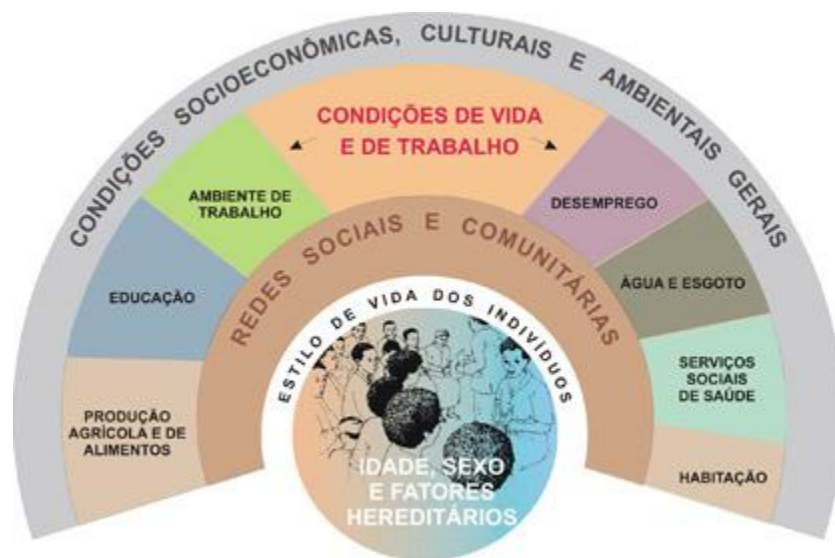 CONDIÇÕES SOCIOECONÔMICAS, CULTURAIS E AMBIENTAIS GERAIS
CONDIÇÕES DE VIDA
E DE TRABALHO
AMBIENTE DE
TRABALHO
DESEMPREGO
REDES SOCIAIS E COMUNITÁRIAS
EDUCAÇÃO
ÁGUA E ESGOTO
ESTILO DE VIDA DOS INDIVÍDUOS
SERVIÇOS
SOCIAIS
DE SAÚDE
PRODUÇÃO
AGRÍCOLA E DE
ALIMENTOS
HABITAÇÃO
IDADE, SEXO
E FATORES
HEREDITÁRIOS